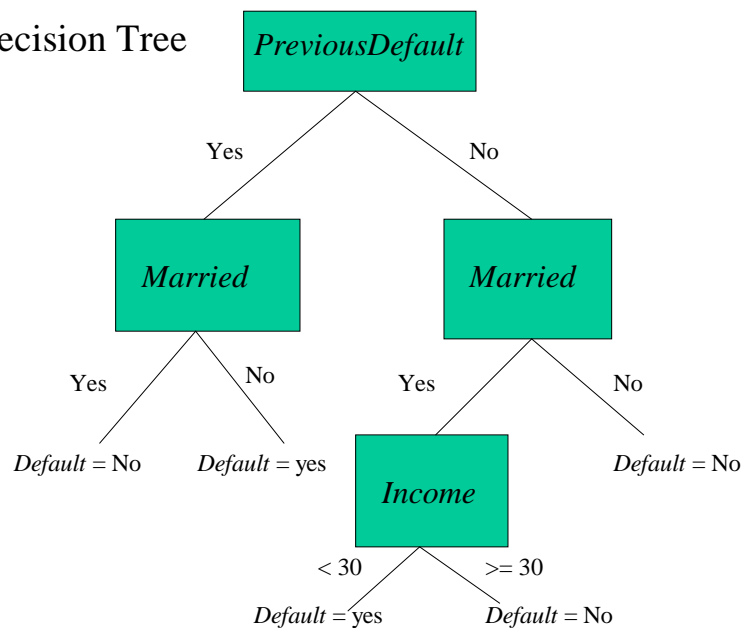 ecision Tree
PreviousDefault
Yes
No
Married
Married
Yes
No
Yes
No
Default = No
Default = yes
Default = No
Income
< 30
>= 30
Default = yes
Default = No